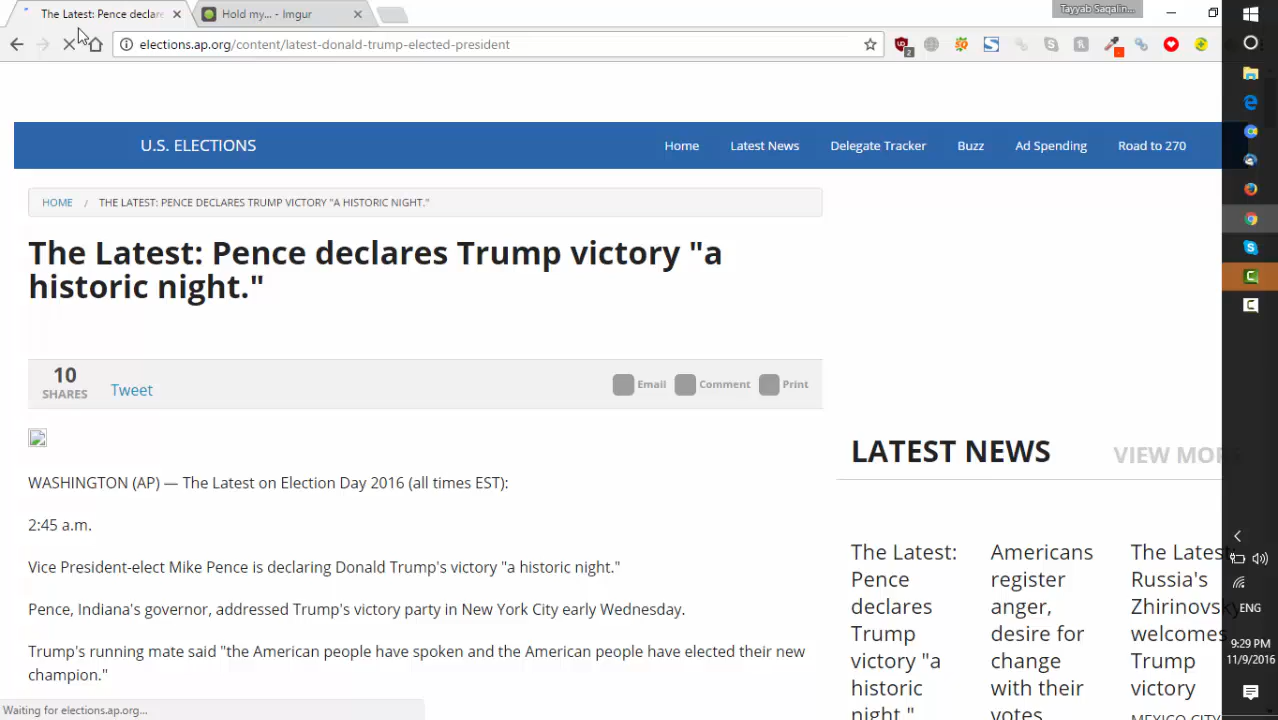 The Latest: Pence declare
Hold my... - Imgur
Tayyab Saqalin...
elections.ap.org/content/latest-donald-trump-elected-president
2
U.S. ELECTIONS
Home
Latest News
Delegate Tracker
Buzz
Ad Spending
Road to 270
HOME / THE LATEST: PENCE DECLARES TRUMP VICTORY "A HISTORIC NIGHT."
The Latest: Pence declares Trump victory "a
historic night."
10
SHARES
Tweet
Email
Comment
Print
WASHINGTON (AP) — The Latest on Election Day 2016 (all times EST):
2:45 a.m.
Vice President-elect Mike Pence is declaring Donald Trump's victory "a historic night."
Pence, Indiana's governor, addressed Trump's victory party in New York City early Wednesday.
Trump's running mate said "the American people have spoken and the American people have elected their new
champion."
LATEST NEWS
VIEW MOR
The Latest:
Pence
declares
Trump
victory "a
historic
night."
Americans
register
anger,
desire for
change
with their
votes
The Latest:
Russia's
Zhirinovsky
welcomes
Trump
victory
MEXICO CITY
Waiting for elections.ap.org...
ENG
9:29 PM
11/9/2016